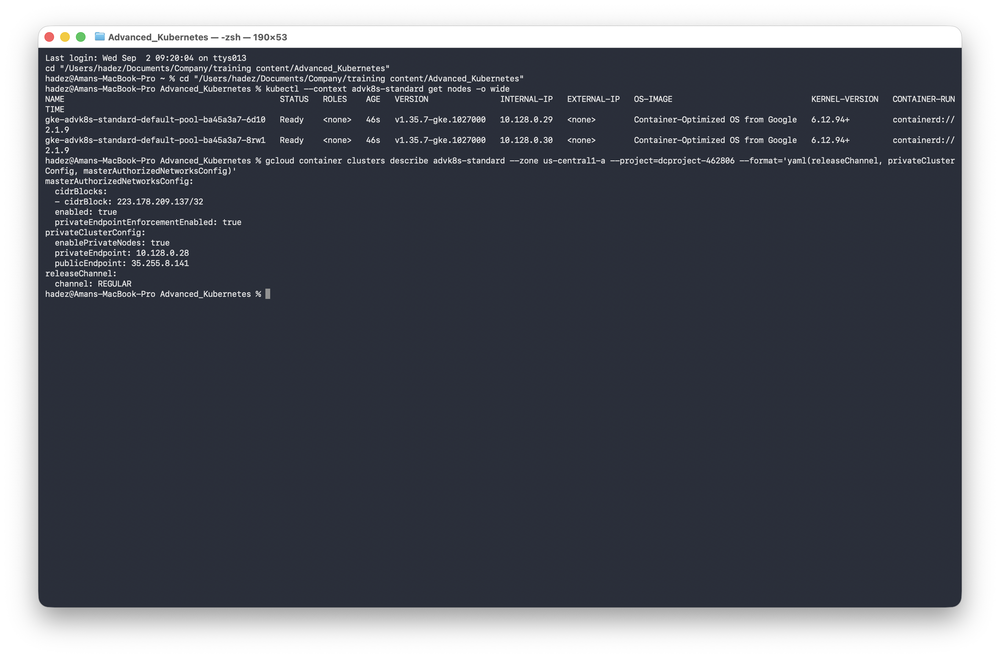 Advanced_Kubernetes — -zsh — 190×53
Last login: Wed Sep  2 09:20:04 on ttys013
cd "/Users/hadez/Documents/Company/training content/Advanced_Kubernetes"
hadez@Amans-MacBook-Pro ~ % cd "/Users/hadez/Documents/Company/training content/Advanced_Kubernetes"
hadez@Amans-MacBook-Pro Advanced_Kubernetes % kubectl --context advk8s-standard get nodes -o wide
NAME                                             STATUS   ROLES    AGE   VERSION               INTERNAL-IP   EXTERNAL-IP   OS-IMAGE                             KERNEL-VERSION   CONTAINER-RUN
TIME
gke-advk8s-standard-default-pool-ba45a3a7-6d10   Ready    <none>   46s   v1.35.7-gke.1027000   10.128.0.29   <none>        Container-Optimized OS from Google   6.12.94+         containerd://
2.1.9
gke-advk8s-standard-default-pool-ba45a3a7-8rw1   Ready    <none>   46s   v1.35.7-gke.1027000   10.128.0.30   <none>        Container-Optimized OS from Google   6.12.94+         containerd://
2.1.9
hadez@Amans-MacBook-Pro Advanced_Kubernetes % gcloud container clusters describe advk8s-standard --zone us-central1-a --project=dcproject-462806 --format='yaml(releaseChannel, privateCluster
Config, masterAuthorizedNetworksConfig)'
masterAuthorizedNetworksConfig:
  cidrBlocks:
  - cidrBlock: 223.178.209.137/32
  enabled: true
  privateEndpointEnforcementEnabled: true
privateClusterConfig:
  enablePrivateNodes: true
  privateEndpoint: 10.128.0.28
  publicEndpoint: 35.255.8.141
releaseChannel:
  channel: REGULAR
hadez@Amans-MacBook-Pro Advanced_Kubernetes %